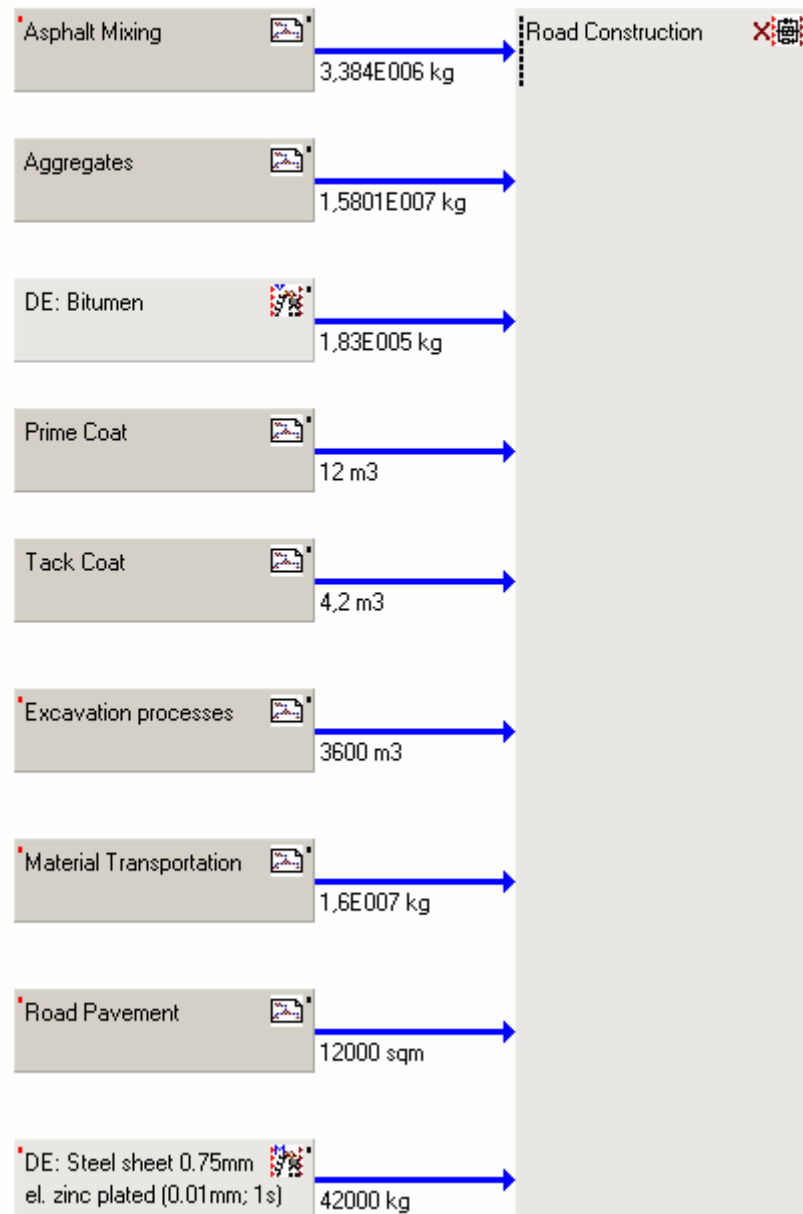 Asphalt Mixing
3,384E006 kg
Road Construction
Aggregates
1,5801E007 kg
DE: Bitumen
1,83E005 kg
Prime Coat
12 m3
Tack Coat
4,2 m3
Excavation processes
3600 m3
Material Transportation
1,6E007 kg
Road Pavement
12000 sqm
DE: Steel sheet 0.75mm
el. zinc plated (0.01mm; 1s)
42000 kg